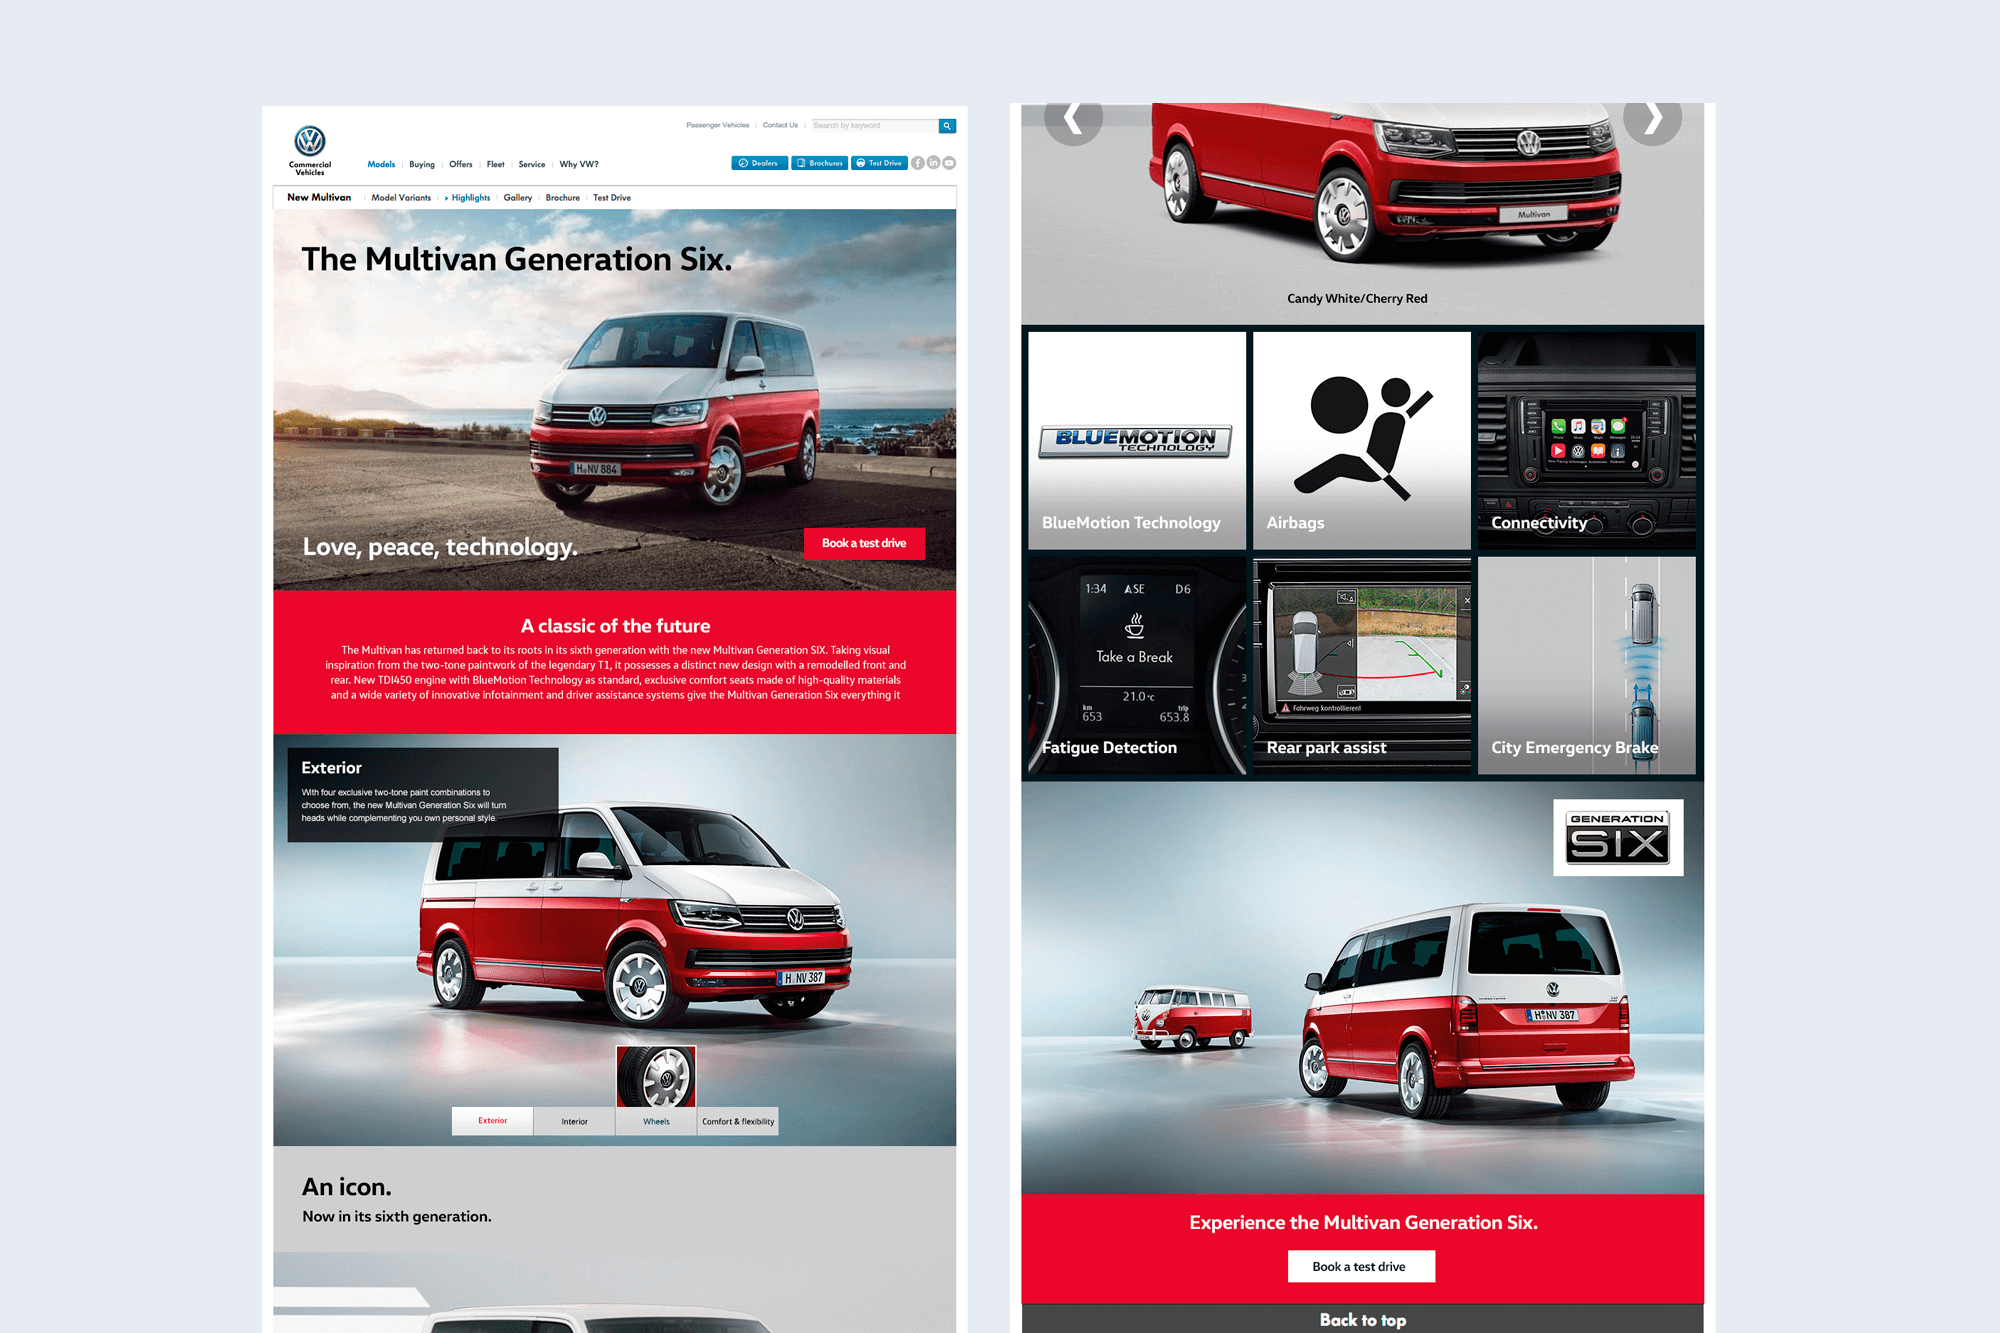 Passenger Vehicles
Contact Us
Search by keyword
Commercial
Vehicles
Models
Buying
Offers
Fleet
Service
Why VW?
Dealers
Brochures
Test Drive
New Multivan
Model Variants
Highlights
Gallery
Brochure
Test Drive
The Multivan Generation Six.
H NV 884
Love, peace, technology.
Book a test drive
A classic of the future
The Multivan has returned back to its roots in its sixth generation with the new Multivan Generation SIX. Taking visual
inspiration from the two-tone paintwork of the legendary T1, it possesses a distinct new design with a remodelled front and
rear. New TDI450 engine with BlueMotion Technology as standard, exclusive comfort seats made of high-quality materials
and a wide variety of innovative infotainment and driver assistance systems give the Multivan Generation Six everything it
Exterior
With four exclusive two-tone paint combinations to
choose from, the new Multivan Generation Six will turn
heads while complementing you own personal style.
H NV 387
Exterior
Interior
Wheels
Comfort & flexibility
An icon.
Now in its sixth generation.
Multivan
Candy White/Cherry Red
BLUEMOTION
TECHNOLOGY
BlueMotion Technology
Airbags
Phone
Music
Maps
Messages
Connectivity
1:34 ASE D6
Take a Break
21.0°C
km
653
trip
653.8
Fatigue Detection
Fahrweg kontrollieren!
Rear park assist
City Emergency Brake
GENERATION
SIX
H NV 387
Experience the Multivan Generation Six.
Book a test drive
Back to top